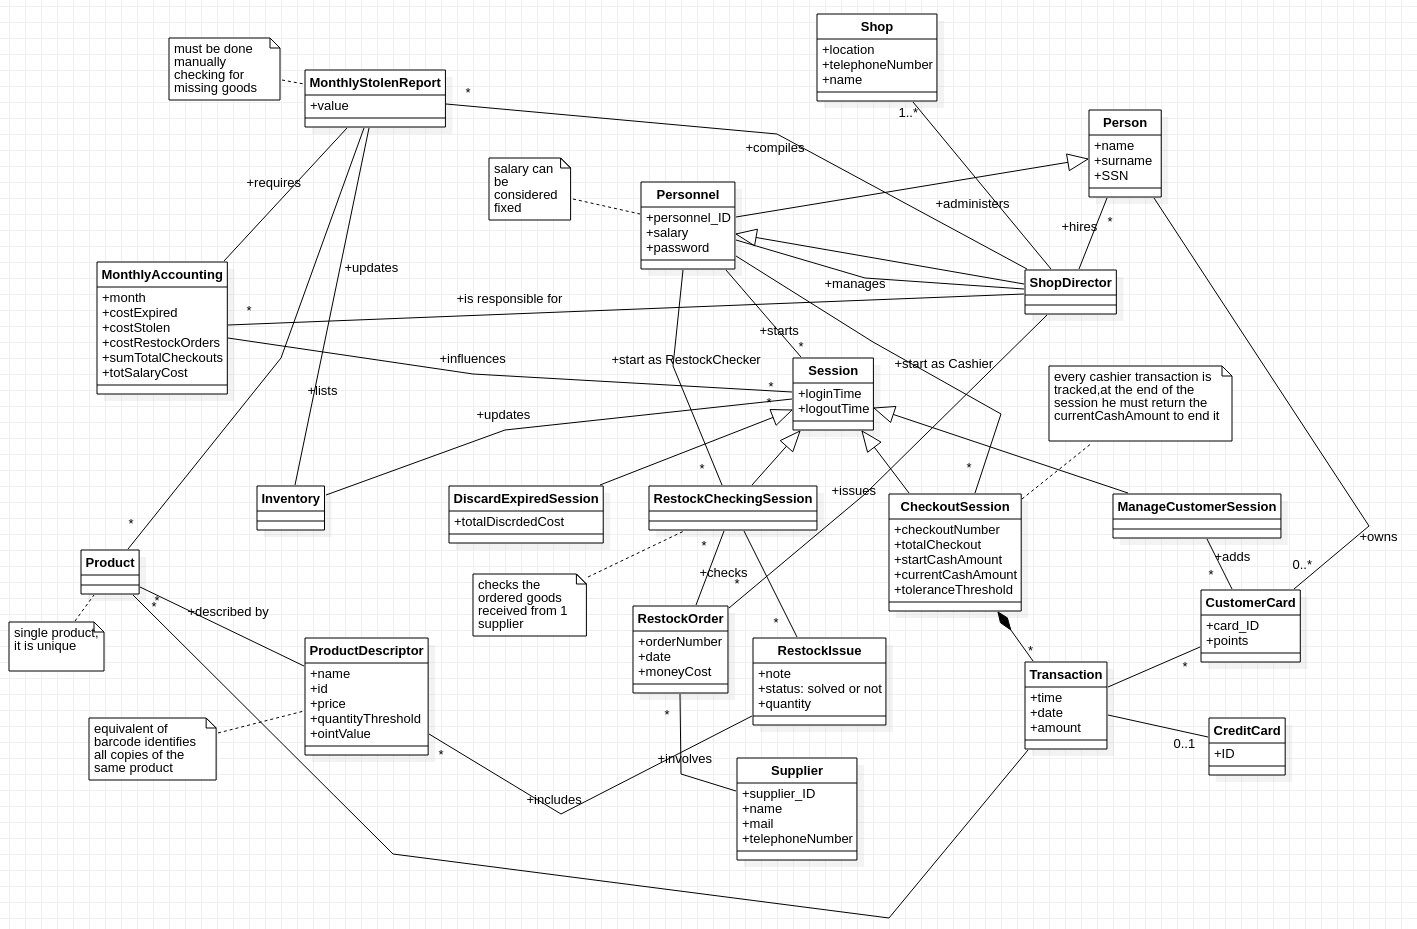 Shop
+location
+telephoneNumber
+name
must be done
manually
checking for
missing goods
MonthlyStolenReport
+value
*
1..*
+compiles
Person
+name
+surname
+SSN
salary can
be
considered
fixed
Personnel
+personnel_ID
+salary
+password
+requires
+administers
+hires
*
MonthlyAccounting
+month
+costExpired
+costStolen
+costRestockOrders
+sumTotalCheckouts
+totSalaryCost
*
+updates
+is responsible for
+manages
ShopDirector
+starts
*
+influences
+start as RestockChecker
+start as Cashier
Session
+loginTime
+logoutTime
*
*
+lists
+updates
every cashier transaction is
tracked,at the end of the
session he must return the
currentCashAmount to end it
*
*
+issues
Inventory
DiscardExpiredSession
+totalDiscrdedCost
RestockCheckingSession
CheckoutSession
+checkoutNumber
+totalCheckout
+startCashAmount
+currentCashAmount
+toleranceThreshold
ManageCustomerSession
*
+owns
0..*
+adds
*
*
+checks
*
Product
*
*
+described by
single product,
it is unique
checks the
ordered goods
received from 1
supplier
RestockOrder
+orderNumber
+date
+moneyCost
*
RestockIssue
+note
+status: solved or not
+quantity
CustomerCard
+card_ID
+points
*
*
Transaction
+time
+date
+amount
ProductDescriptor
+name
+id
+price
+quantityThreshold
+ointValue
equivalent of
barcode identifies
all copies of the
same product
*
*
+involves
+includes
Supplier
+supplier_ID
+name
+mail
+telephoneNumber
0..1
CreditCard
+ID